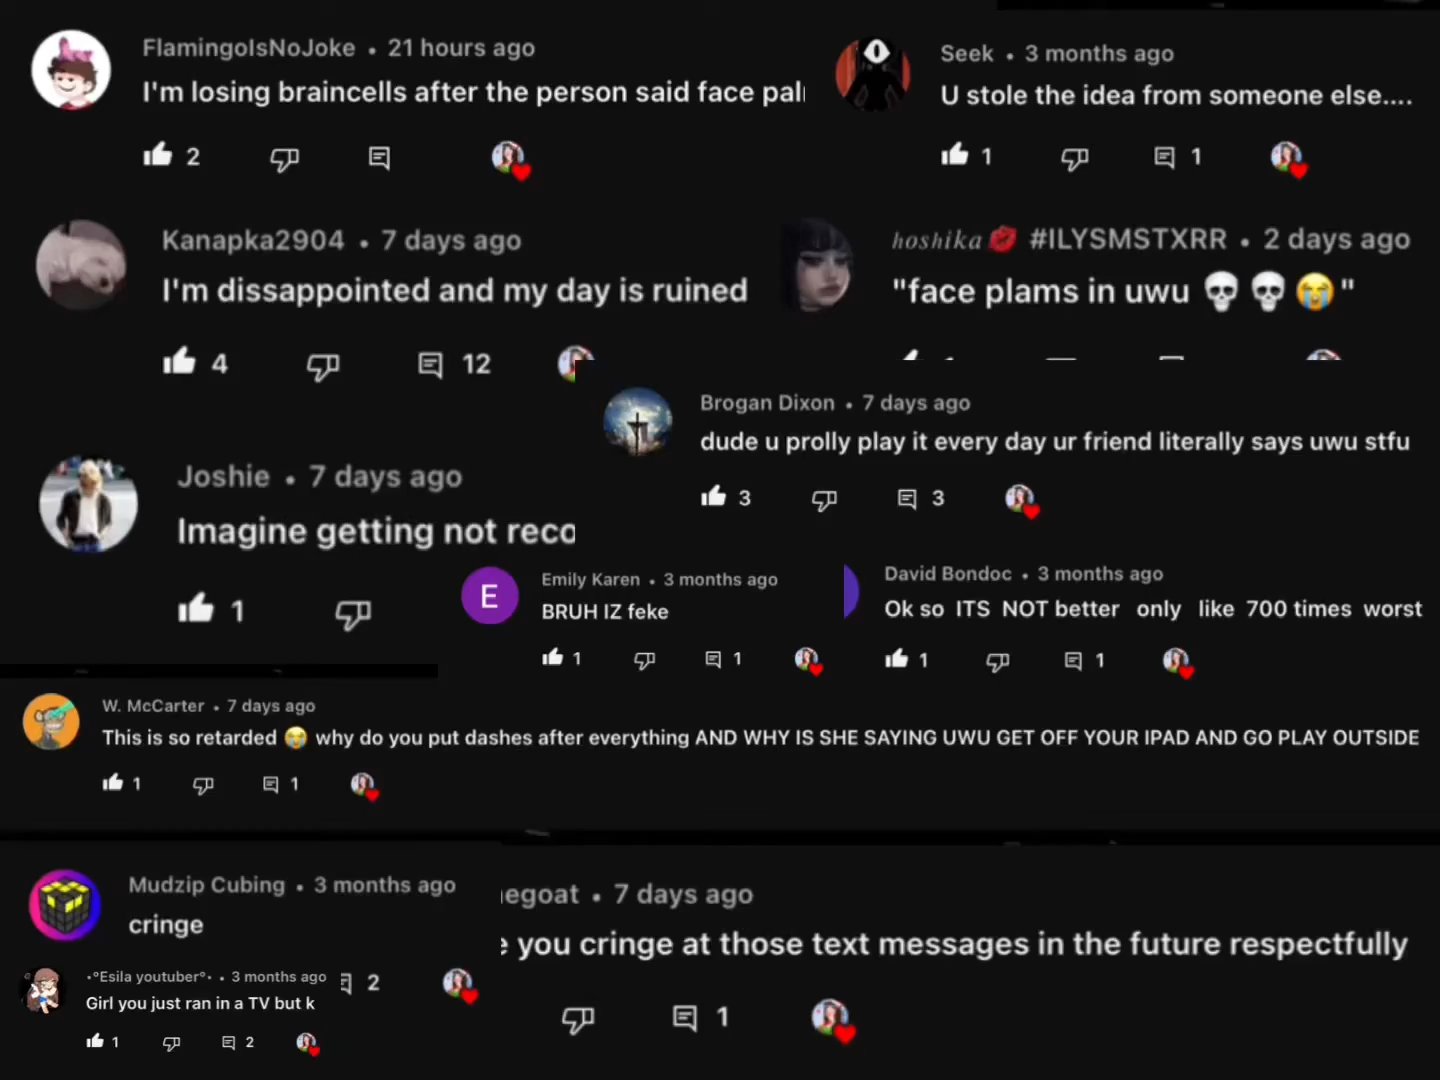 FlamingoIsNoJoke • 21 hours ago
I'm losing braincells after the person said face
2
Seek • 3 months ago
U stole the idea from someone else....
1 1
Kanapka2904 • 7 days ago
I'm dissappointed and my day is ruined
4 12
hoshika💋 #ILYSMSTXRR • 2 days ago
"face plams in uwu 💀💀😭"
Brogan Dixon • 7 days ago
dude u prolly play it every day ur friend literally says uwu stfu
3 3
Joshie • 7 days ago
Imagine getting not reco
1
Emily Karen • 3 months ago
BRUH IZ feke
1 1
E
David Bondoc • 3 months ago
Ok so ITS NOT better only like 700 times worst
1 1
W. McCarter • 7 days ago
This is so retarded 😭 why do you put dashes after everything AND WHY IS SHE SAYING UWU GET OFF YOUR IPAD AND GO PLAY OUTSIDE
1 1
Mudzip Cubing • 3 months ago
cringe
2
egoat • 7 days ago
you cringe at those text messages in the future respectfully
1
•°Esila youtuber°• • 3 months ago
Girl you just ran in a TV but k
1 2